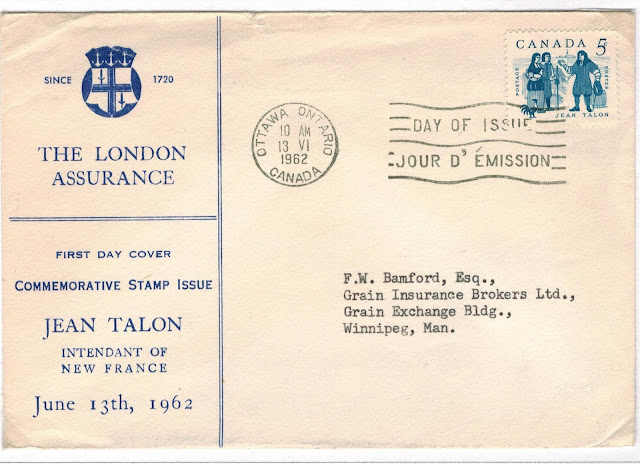 SINCE 1720
THE LONDON
ASSURANCE
FIRST DAY COVER
COMMEMORATIVE STAMP ISSUE
JEAN TALON
INTENDANT OF
NEW FRANCE
June 13th, 1962
OTTAWA ONTARIO
10 AM
13 VI
1962
CANADA
CANADA 5¢
POSTAGE
POSTES
JEAN TALON
DAY OF ISSUE
JOUR D'ÉMISSION
F.W. Bamford, Esq.,
Grain Insurance Brokers Ltd.,
Grain Exchange Bldg.,
Winnipeg, Man.